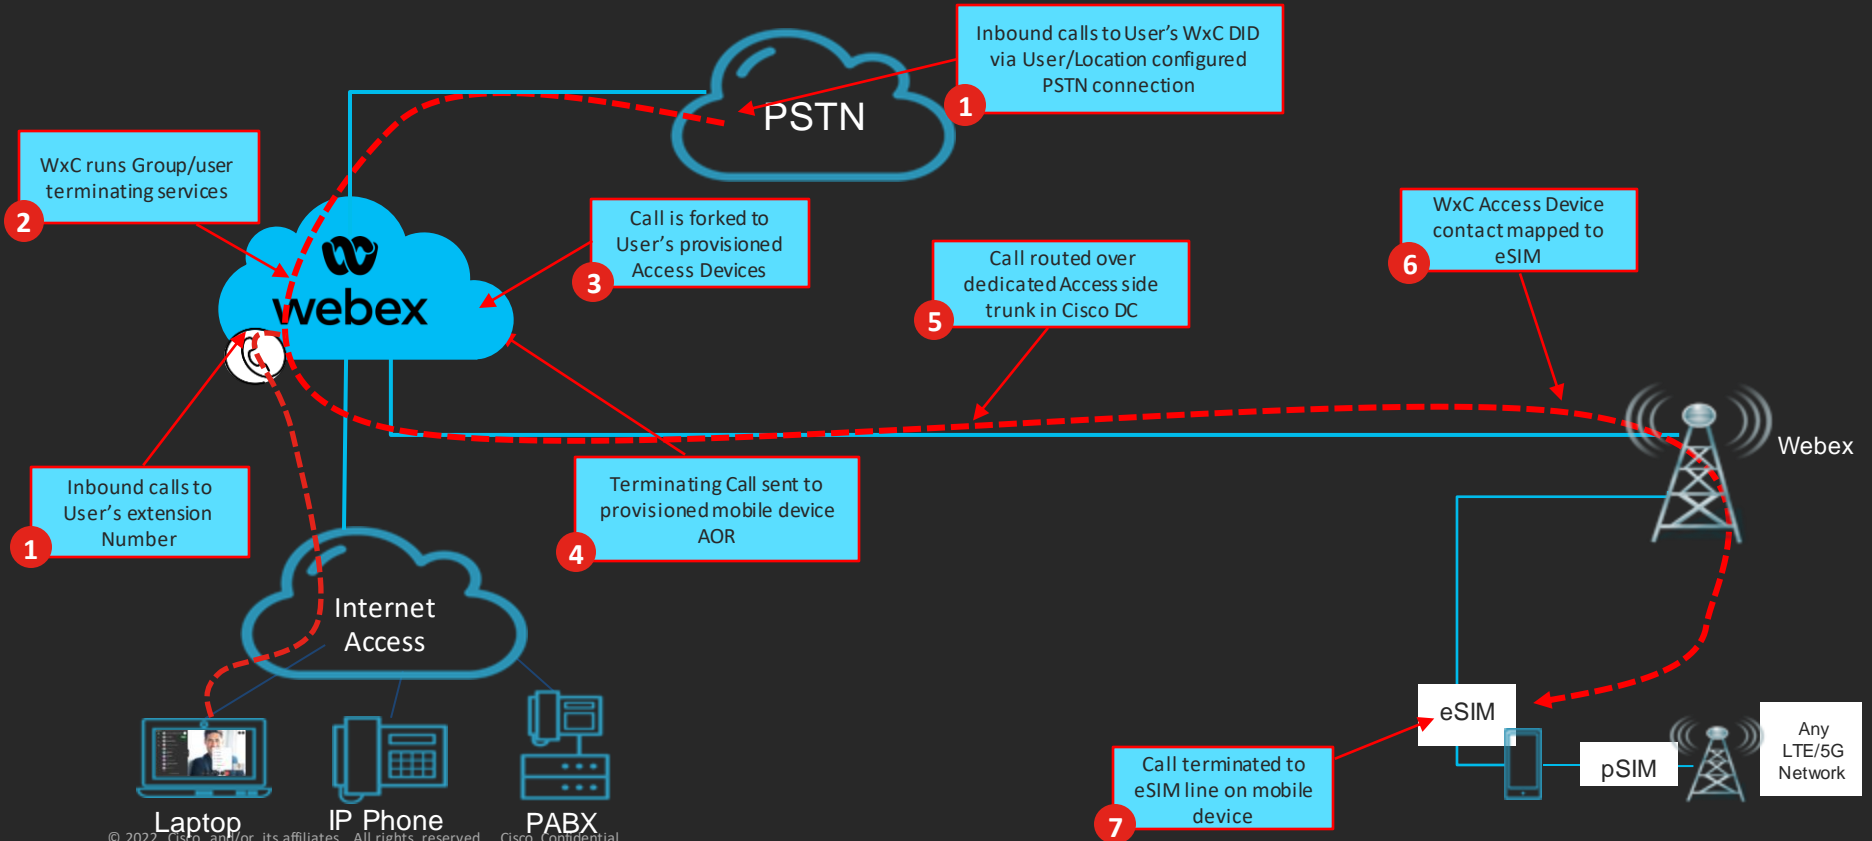 Inbound calls to User's WxC DID
via User/Location configured
PSTN connection
1
PSTN
WxC runs Group/user
terminating services
2
Call is forked to
User's provisioned
Access Devices
3
WxC Access Device
contact mapped to
eSIM
6
Call routed over
dedicated Access side
trunk in Cisco DC
5
webex
Webex
Inbound calls to
User's extension
Number
1
Terminating Call sent to
provisioned mobile device
AOR
4
Internet
Access
eSIM
Call terminated to
eSIM line on mobile
device
7
pSIM
Any
LTE/5G
Network
Laptop
IP Phone
PABX
© 2022 Cisco and/or its affiliates. All rights reserved. Cisco Confidential